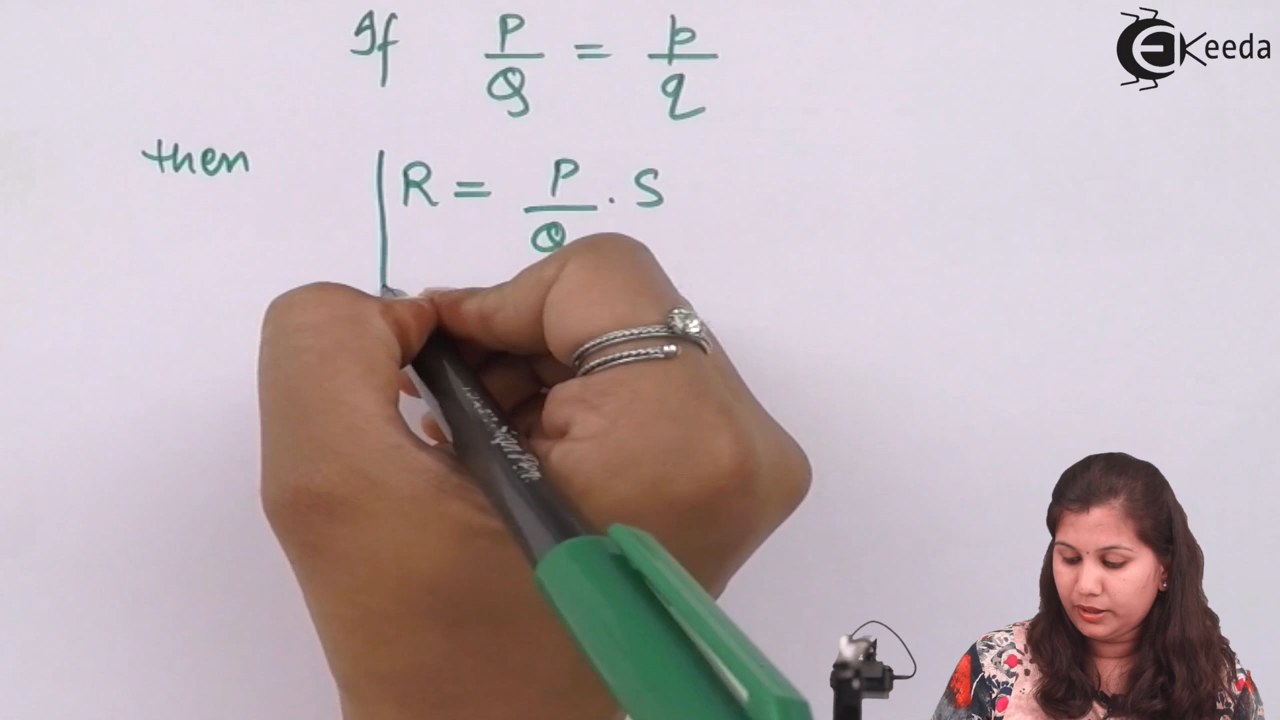 If P/Q = p/q
then R = P/Q . S
EKeeda